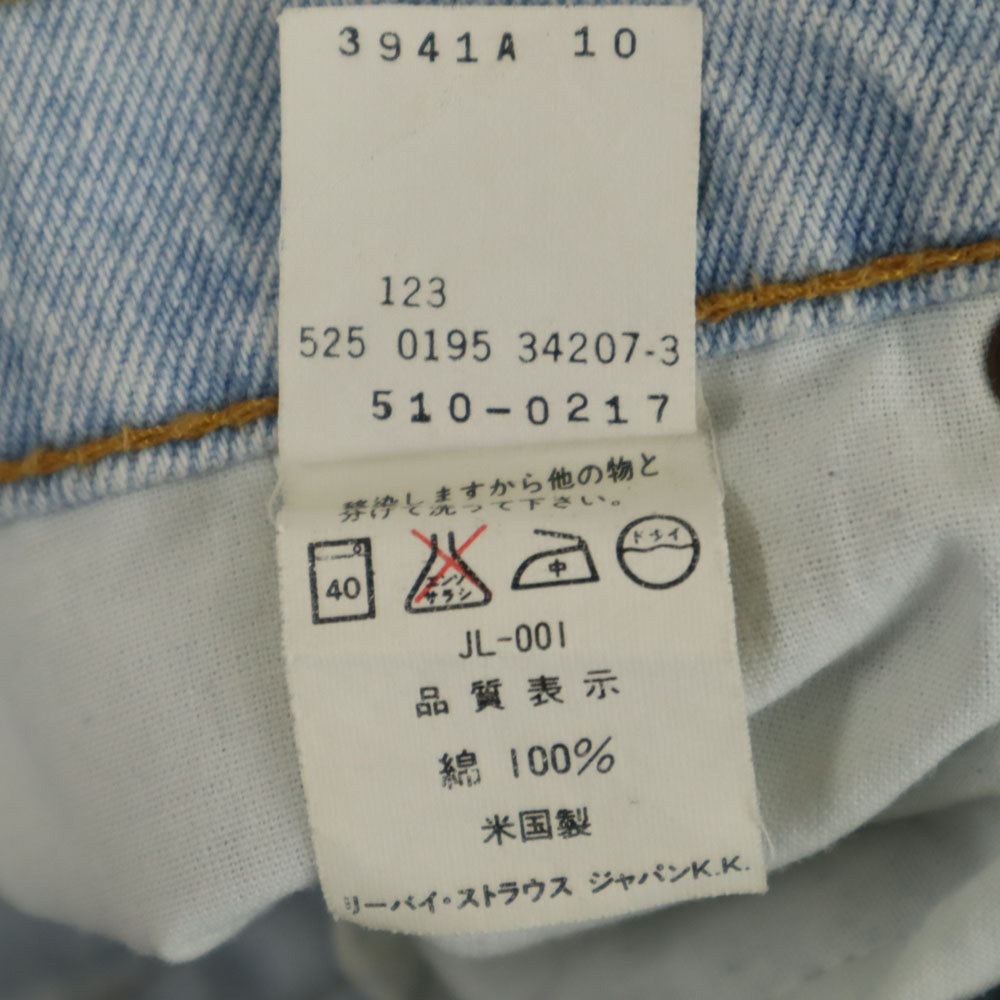 3941A 10
123
525 0195 34207-3
510-0217
移染しますから他の物と
分けて洗って下さい。
40 エンソ サラシ 中 ドライ
JL-001
品質表示
綿 100%
米国製
リーバイ・ストラウス ジャパンK.K.